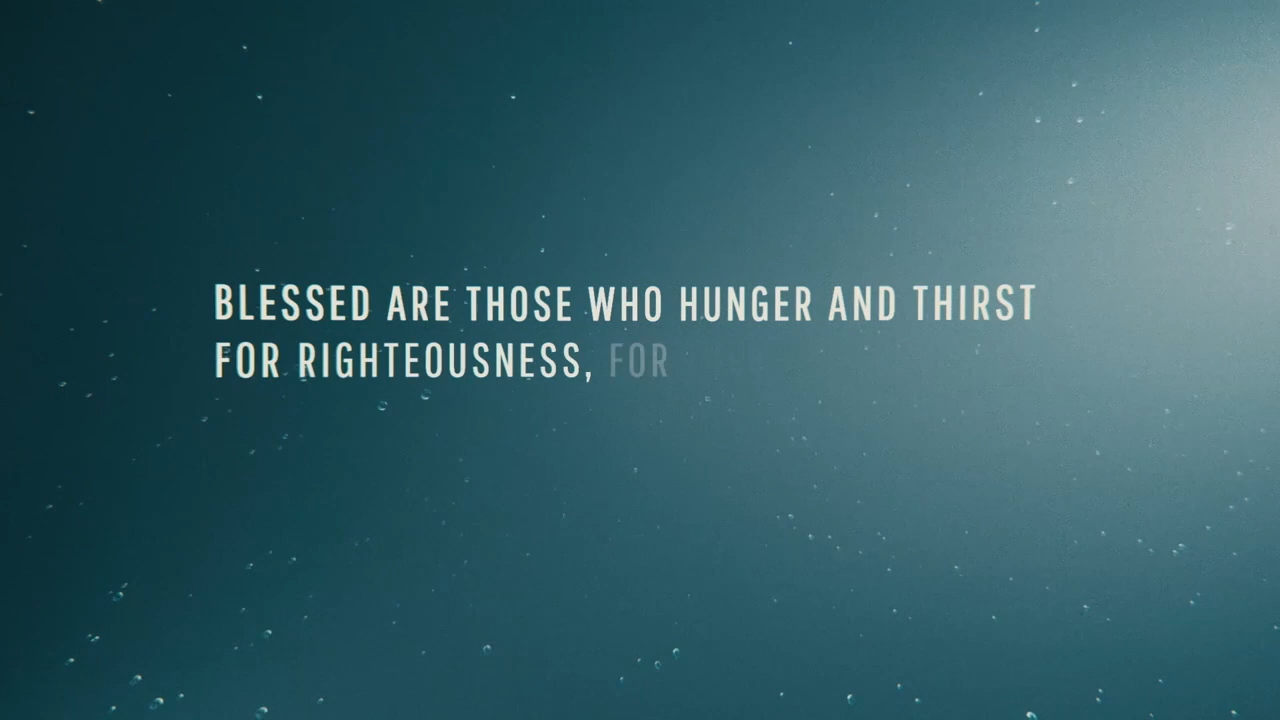 BLESSED ARE THOSE WHO HUNGER AND THIRST
FOR RIGHTEOUSNESS, FOR